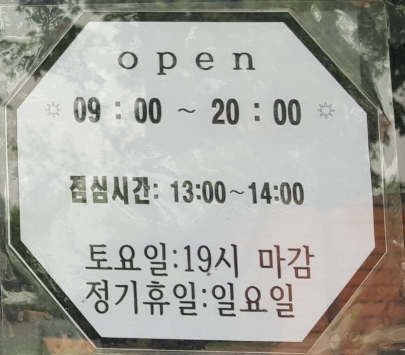 open
☼ 09 : 00 ~ 20 : 00 ☼
점심시간: 13:00~14:00
토요일:19시 마감
정기휴일:일요일